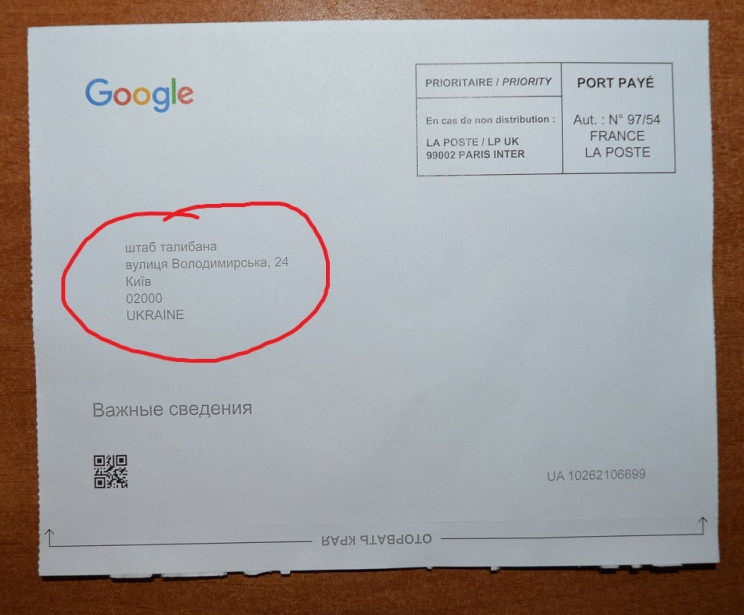 Google
PRIORITAIRE / PRIORITY
En cas de non distribution :
LA POSTE / LP UK
99002 PARIS INTER
PORT PAYÉ
Aut. : N° 97/54
FRANCE
LA POSTE
штаб талибана
вулиця Володимирська, 24
Київ
02000
UKRAINE
Важные сведения
UA 10262106699
ОТОРВАТЬ КРАЯ